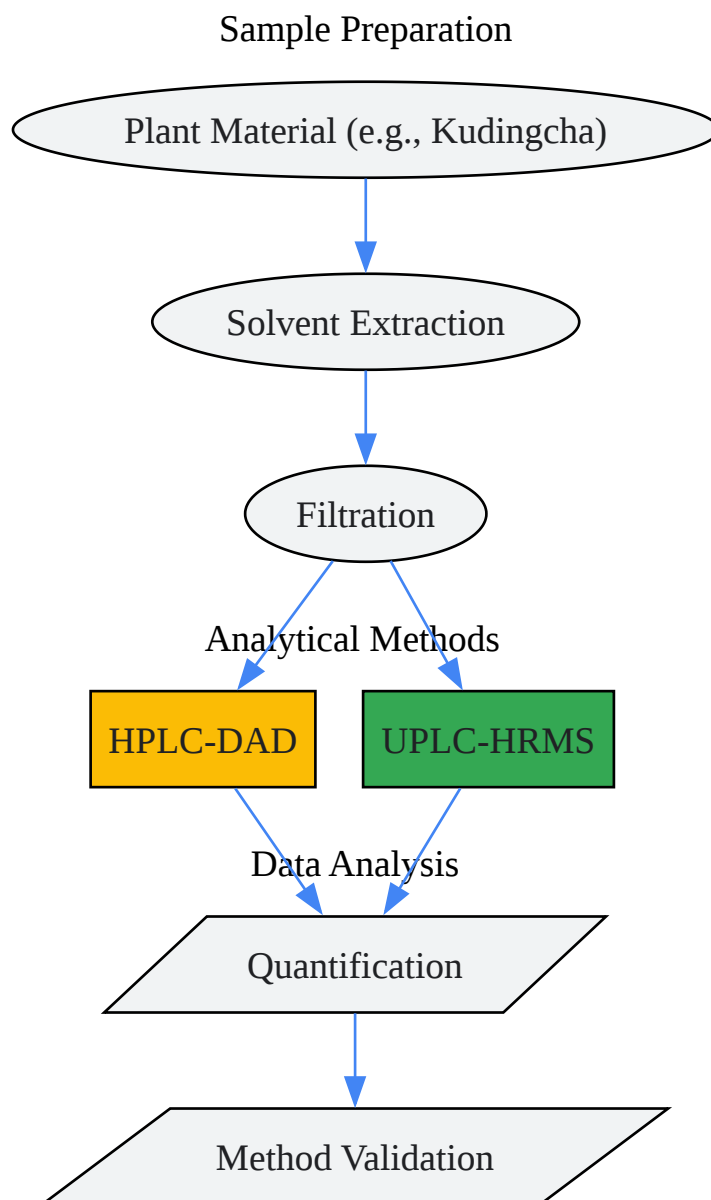 Sample Preparation
Plant Material (e.g., Kudingcha)
Solvent Extraction
Filtration
Analytical Methods
HPLC-DAD
UPLC-HRMS
Data Analysis
Quantification
Method Validation